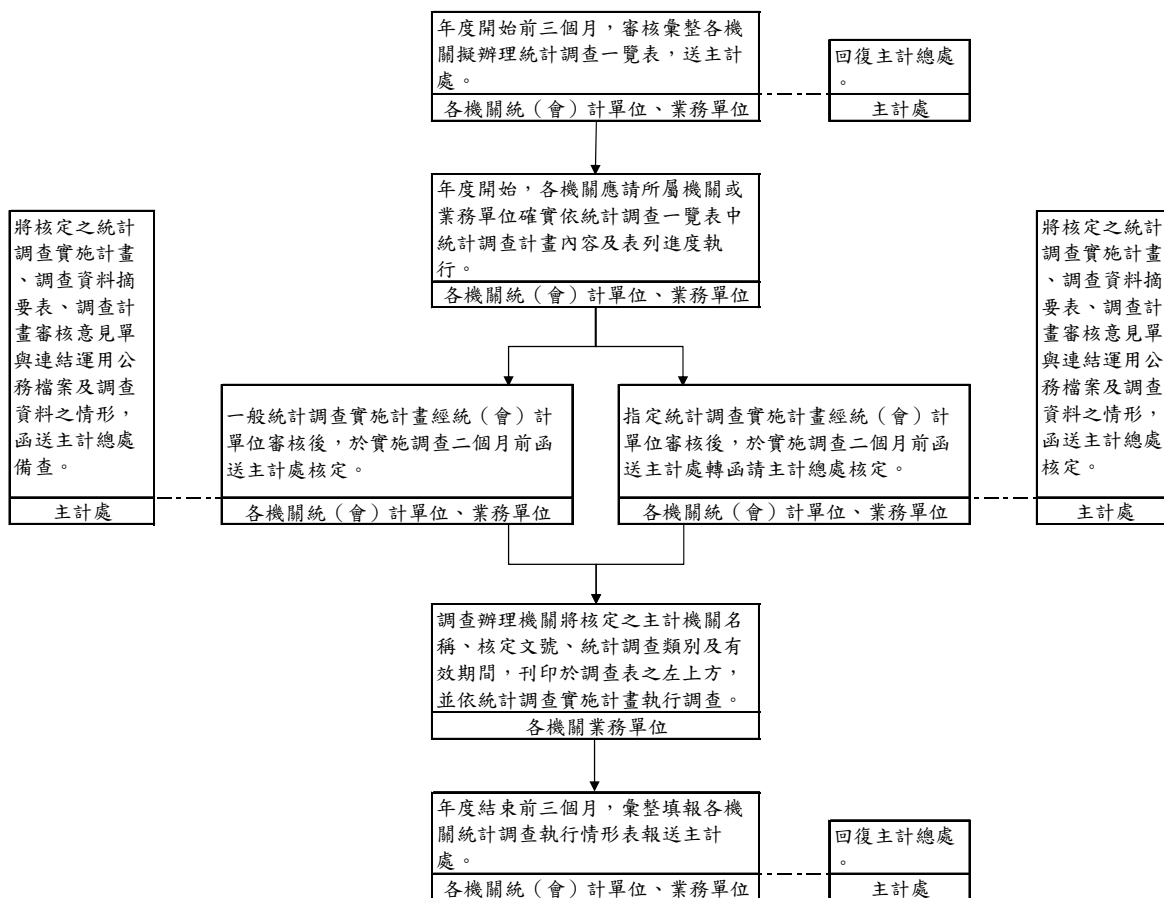 年度開始前三個月，審核彙整各機
關擬辦理統計調查一覽表，送主計
處。
各機關統（會）計單位、業務單位
回復主計總處
。
主計處
年度開始，各機關應請所屬機關或
業務單位確實依統計調查一覽表中
統計調查計畫內容及表列進度執
行。
各機關統（會）計單位、業務單位
將核定之統計
調查實施計畫
、調查資料摘
要表、調查計
畫審核意見單
與連結運用公
務檔案及調查
資料之情形，
函送主計總處
備查。
主計處
一般統計調查實施計畫經統（會）計
單位審核後，於實施調查二個月前函
送主計處核定。
各機關統（會）計單位、業務單位
指定統計調查實施計畫經統（會）計
單位審核後，於實施調查二個月前函
送主計處轉函請主計總處核定。
各機關統（會）計單位、業務單位
將核定之統計
調查實施計畫
、調查資料摘
要表、調查計
畫審核意見單
與連結運用公
務檔案及調查
資料之情形，
函送主計總處
核定。
主計處
調查辦理機關將核定之主計機關名
稱、核定文號、統計調查類別及有
效期間，刊印於調查表之左上方，
並依統計調查實施計畫執行調查。
各機關業務單位
年度結束前三個月，彙整填報各機
關統計調查執行情形表報送主計
處。
各機關統（會）計單位、業務單位
回復主計總處
。
主計處